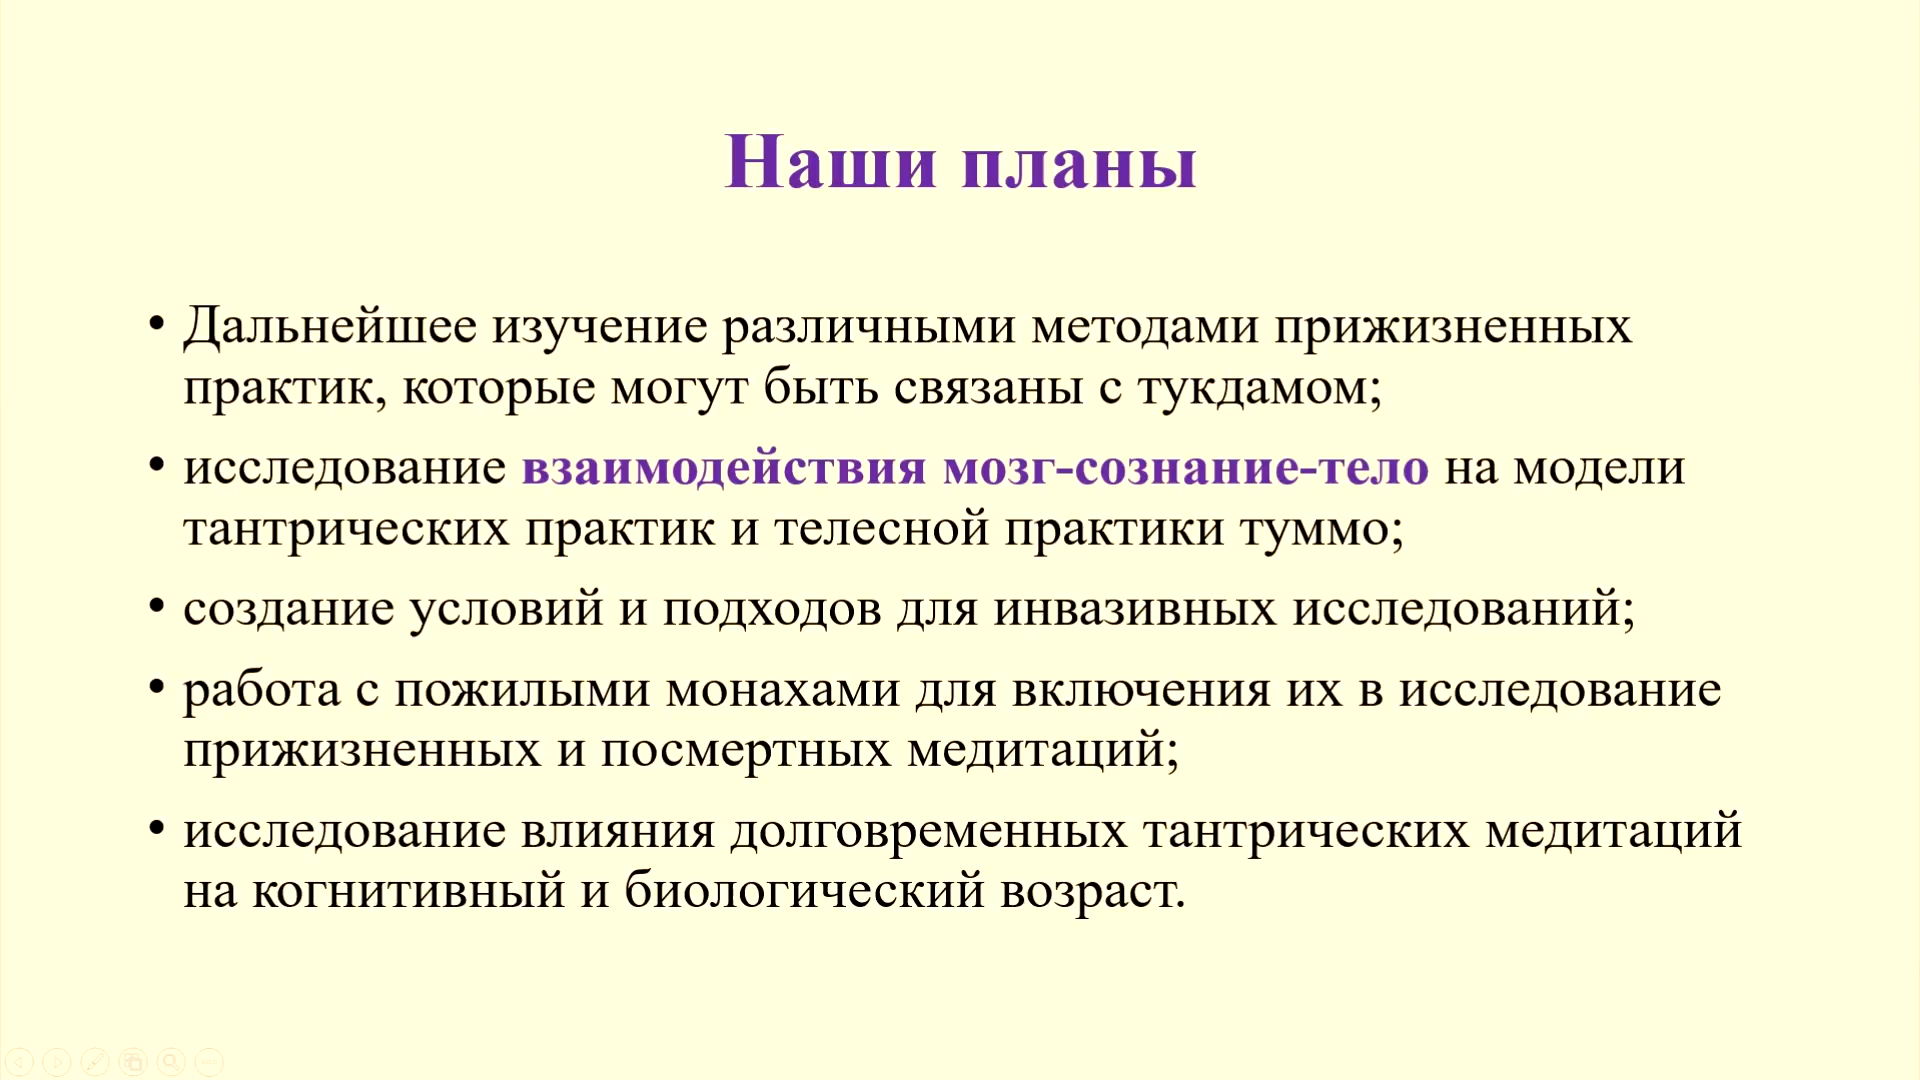 Наши планы
• Дальнейшее изучение различными методами прижизненных
практик, которые могут быть связаны с тукдамом;
• исследование взаимодействия мозг-сознание-тело на модели
тантрических практик и телесной практики туммо;
• создание условий и подходов для инвазивных исследований;
• работа с пожилыми монахами для включения их в исследование
прижизненных и посмертных медитаций;
• исследование влияния долговременных тантрических медитаций
на когнитивный и биологический возраст.